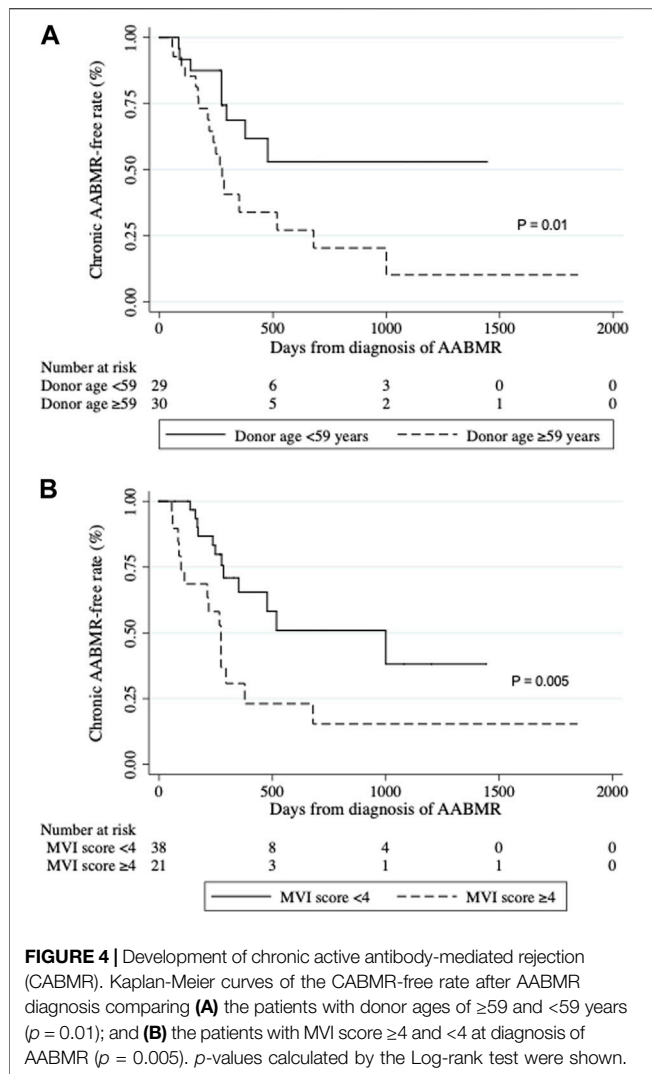 A
Chronic AABMR-free rate (%)
1.00
0.75
0.50
0.25
0.00
P = 0.01
0 500 1000 1500 2000
Days from diagnosis of AABMR
Number at risk
Donor age <59 29 6 3 0 0
Donor age ≥59 30 5 2 1 0
Donor age <59 years Donor age ≥59 years
B
Chronic AABMR-free rate (%)
1.00
0.75
0.50
0.25
0.00
P = 0.005
0 500 1000 1500 2000
Days from diagnosis of AABMR
Number at risk
MVI score <4 38 8 4 0 0
MVI score ≥4 21 3 1 1 0
MVI score <4 MVI score ≥4
FIGURE 4 | Development of chronic active antibody-mediated rejection
(CABMR). Kaplan-Meier curves of the CABMR-free rate after AABMR
diagnosis comparing (A) the patients with donor ages of ≥59 and <59 years
(p = 0.01); and (B) the patients with MVI score ≥4 and <4 at diagnosis of
AABMR (p = 0.005). p-values calculated by the Log-rank test were shown.